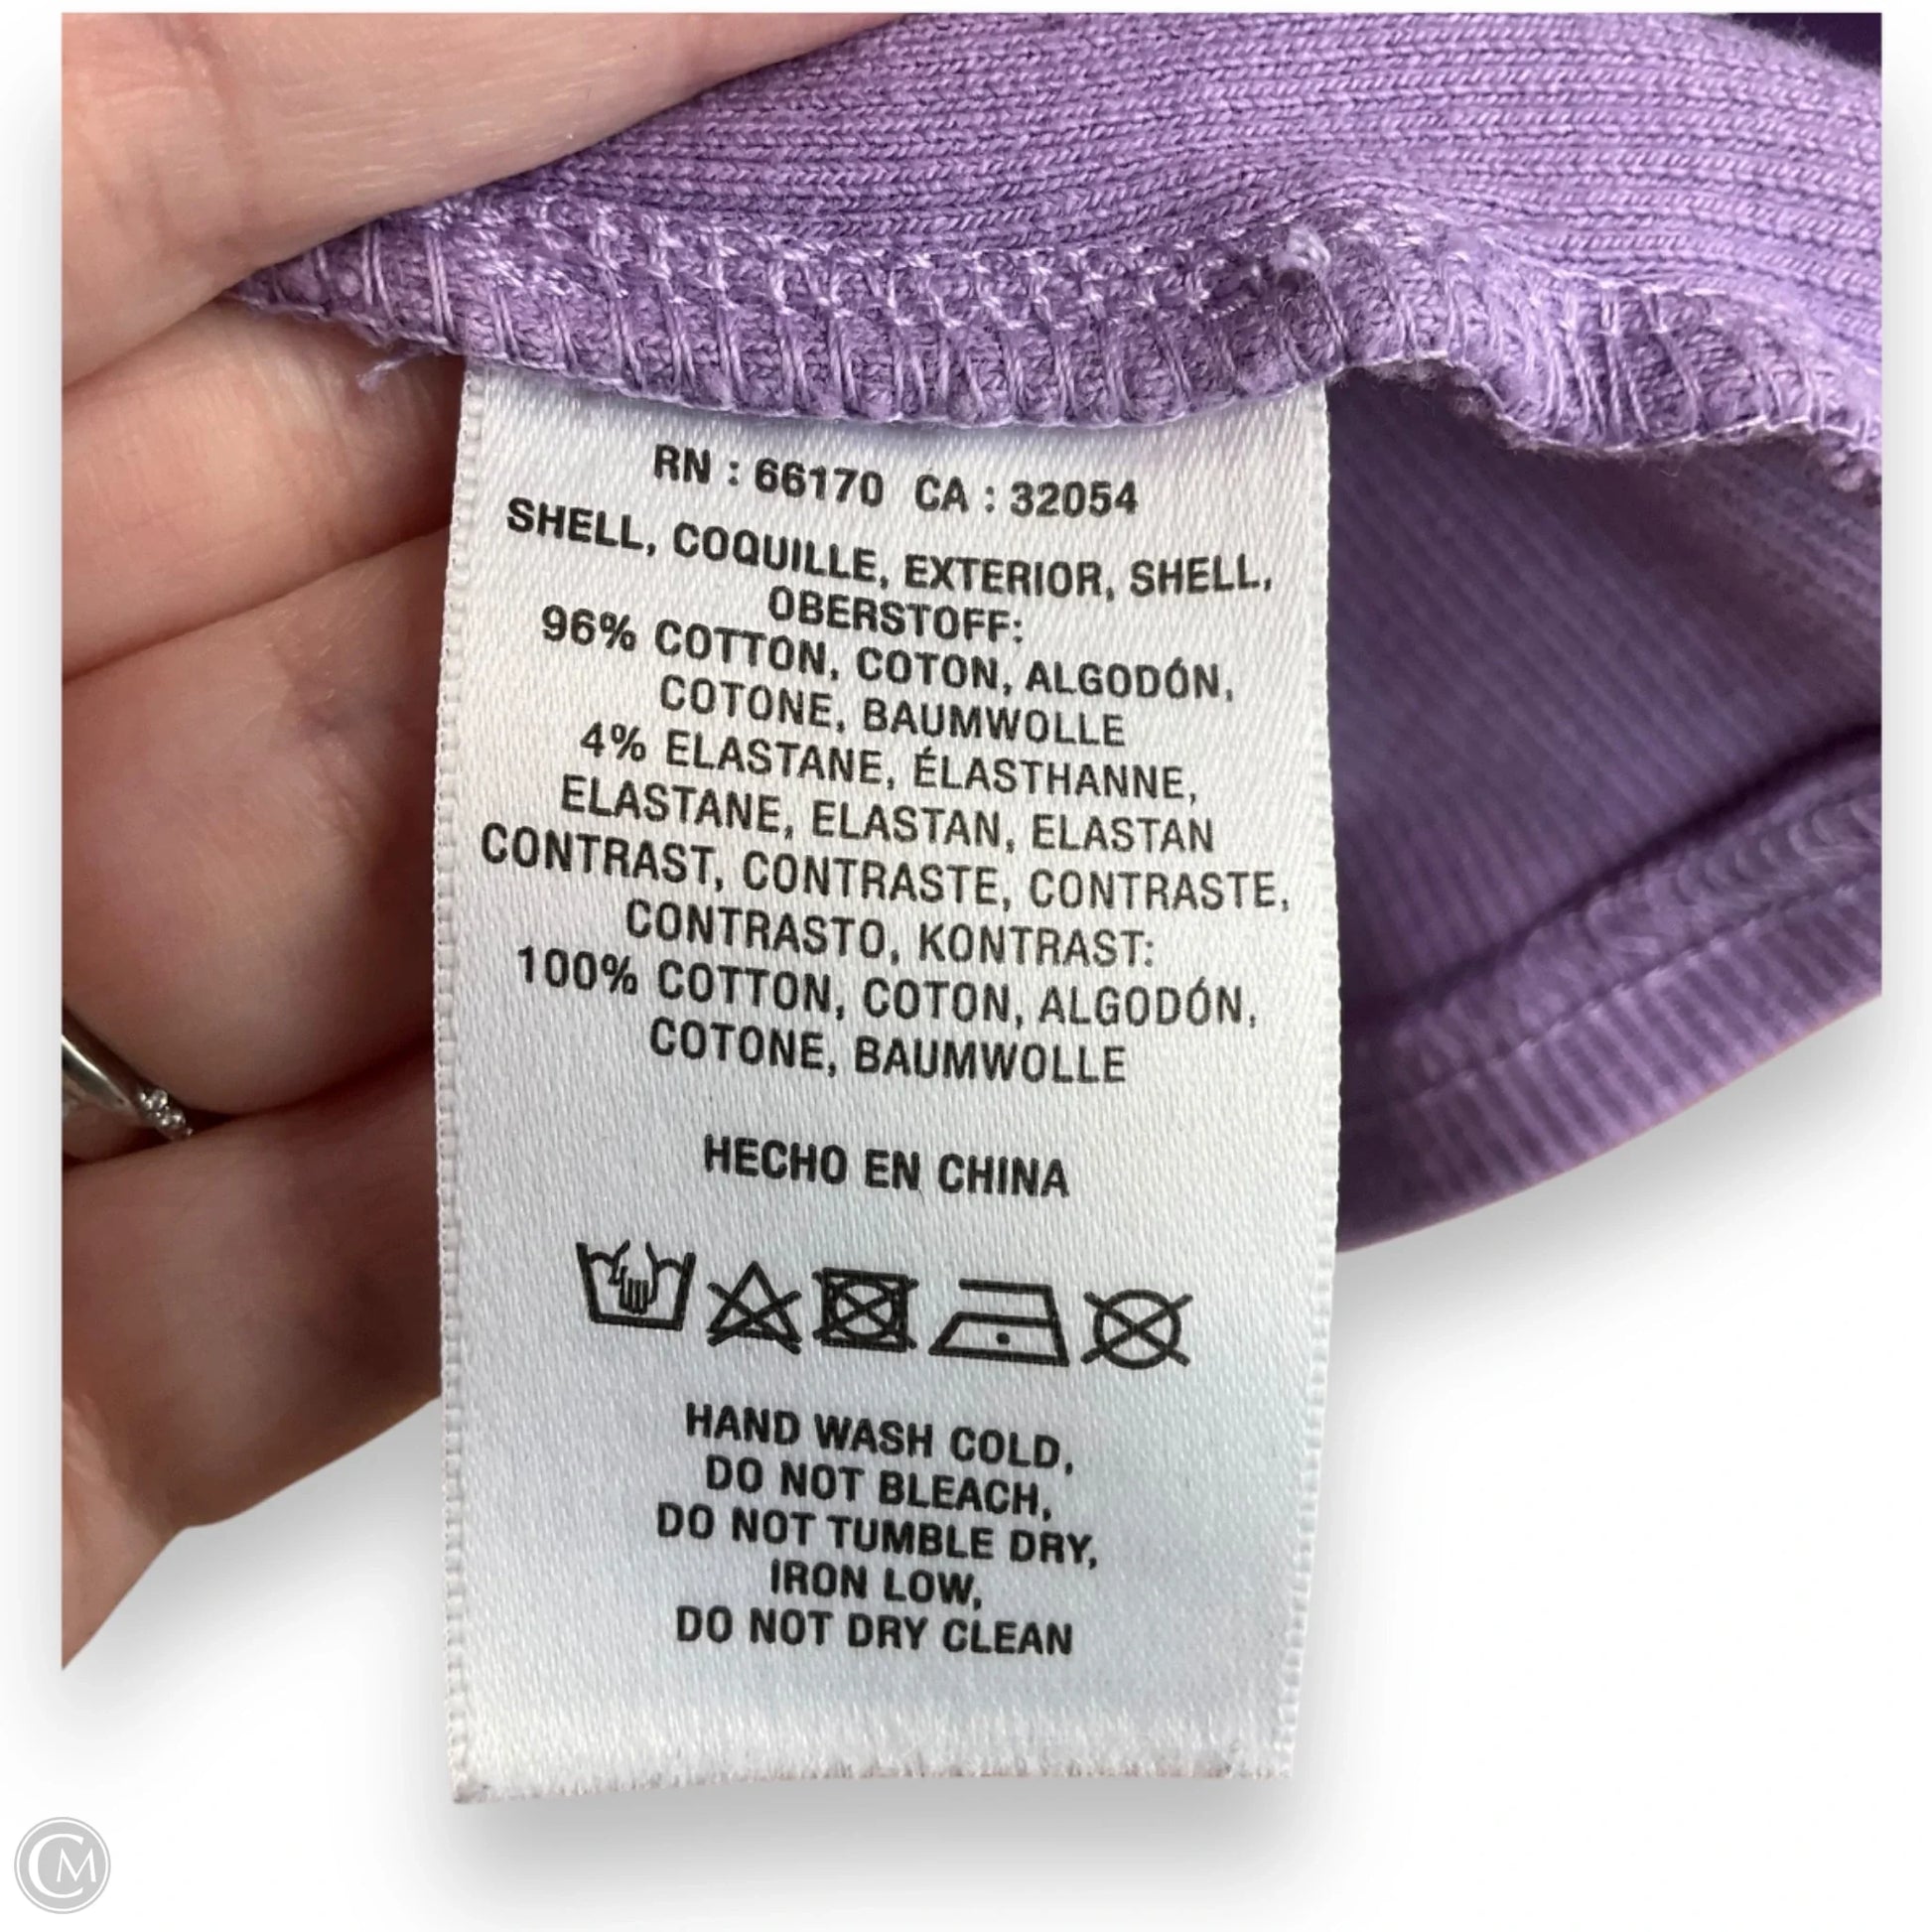 RN : 66170 CA : 32054
SHELL, COQUILLE, EXTERIOR, SHELL,
OBERSTOFF:
96% COTTON, COTON, ALGODÓN,
COTONE, BAUMWOLLE
4% ELASTANE, ÉLASTHANNE,
ELASTANE, ELASTAN, ELASTAN
CONTRAST, CONTRASTE, CONTRASTE,
CONTRASTO, KONTRAST:
100% COTTON, COTON, ALGODÓN,
COTONE, BAUMWOLLE
HECHO EN CHINA
HAND WASH COLD,
DO NOT BLEACH,
DO NOT TUMBLE DRY,
IRON LOW,
DO NOT DRY CLEAN
CM